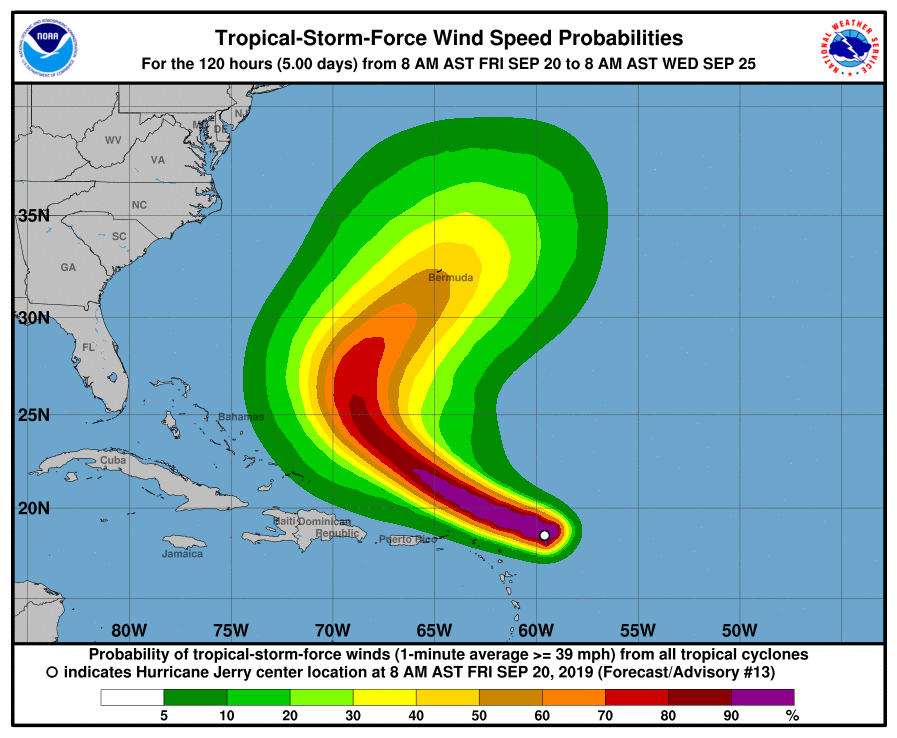 NOAA
Tropical-Storm-Force Wind Speed Probabilities
For the 120 hours (5.00 days) from 8 AM AST FRI SEP 20 to 8 AM AST WED SEP 25
NATIONAL WEATHER SERVICE
NJ
DE
WV
VA
NC
35N
SC
GA
Bermuda
30N
FL
25N
Bahamas
Cuba
20N
Haiti Dominican
Republic
Puerto Rico
Jamaica
80W 75W 70W 65W 60W 55W 50W
Probability of tropical-storm-force winds (1-minute average >= 39 mph) from all tropical cyclones
indicates Hurricane Jerry center location at 8 AM AST FRI SEP 20, 2019 (Forecast/Advisory #13)
5 10 20 30 40 50 60 70 80 90 %